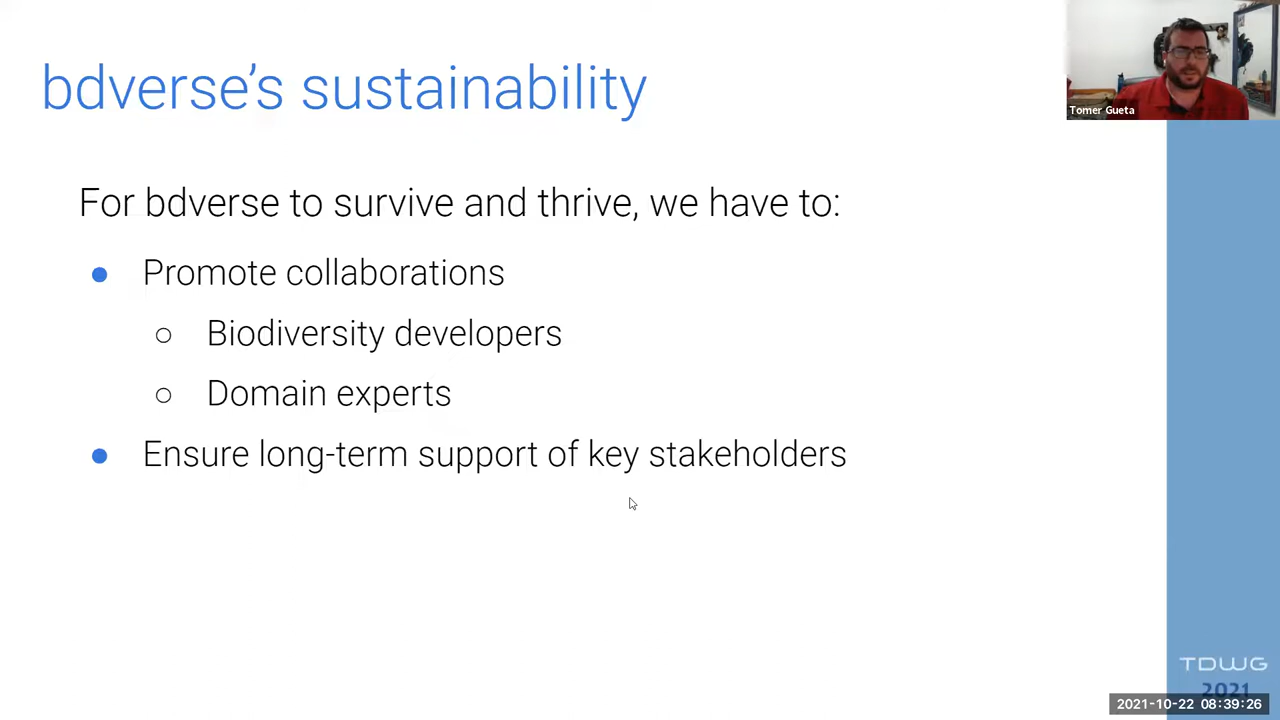 bdverse's sustainability
Tomer Gueta
For bdverse to survive and thrive, we have to:
● Promote collaborations
○ Biodiversity developers
○ Domain experts
● Ensure long-term support of key stakeholders
TDWG
2021
2021-10-22 08:39:26